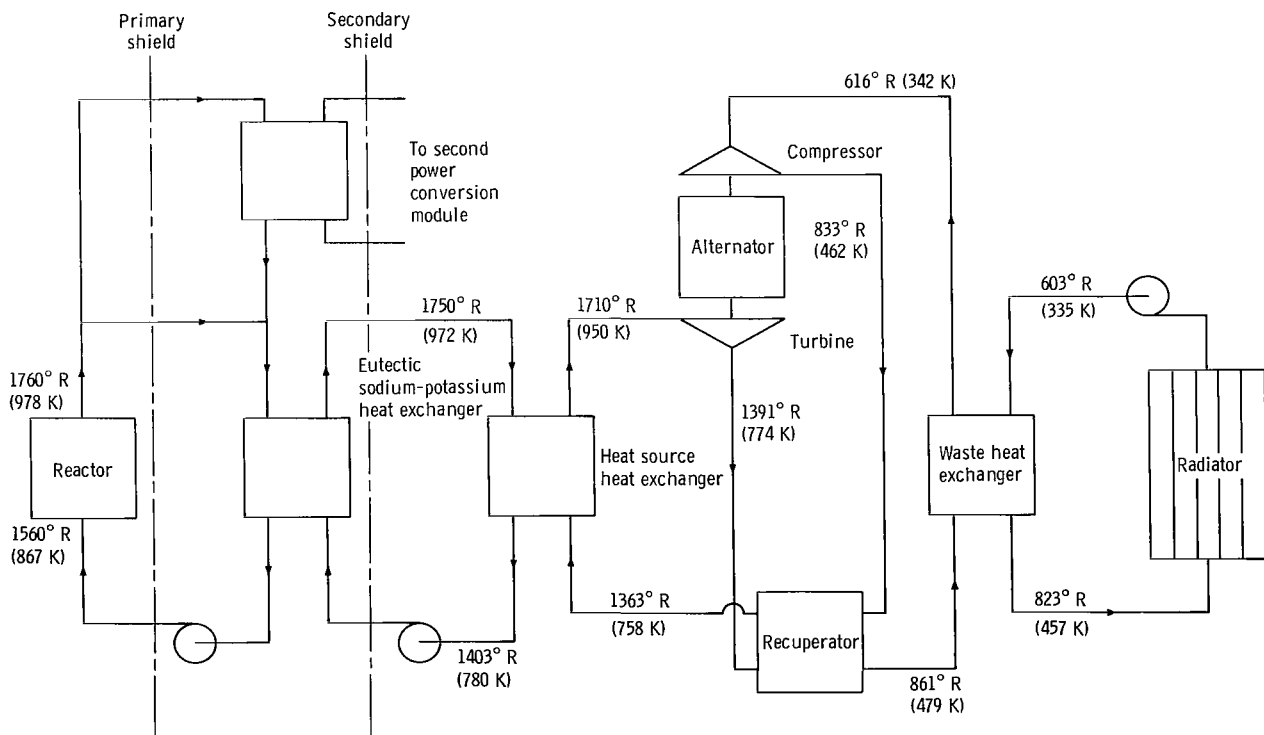 Primary
shield
Secondary
shield
616° R (342 K)
To second
power
conversion
module
Compressor
Alternator
833° R
(462 K)
603° R
(335 K)
1750° R
(972 K)
1710° R
(950 K)
Turbine
1760° R
(978 K)
Eutectic
sodium-potassium
heat exchanger
1391° R
(774 K)
Reactor
Heat source
heat exchanger
Waste heat
exchanger
Radiator
1560° R
(867 K)
1363° R
(758 K)
823° R
(457 K)
Recuperator
1403° R
(780 K)
861° R
(479 K)